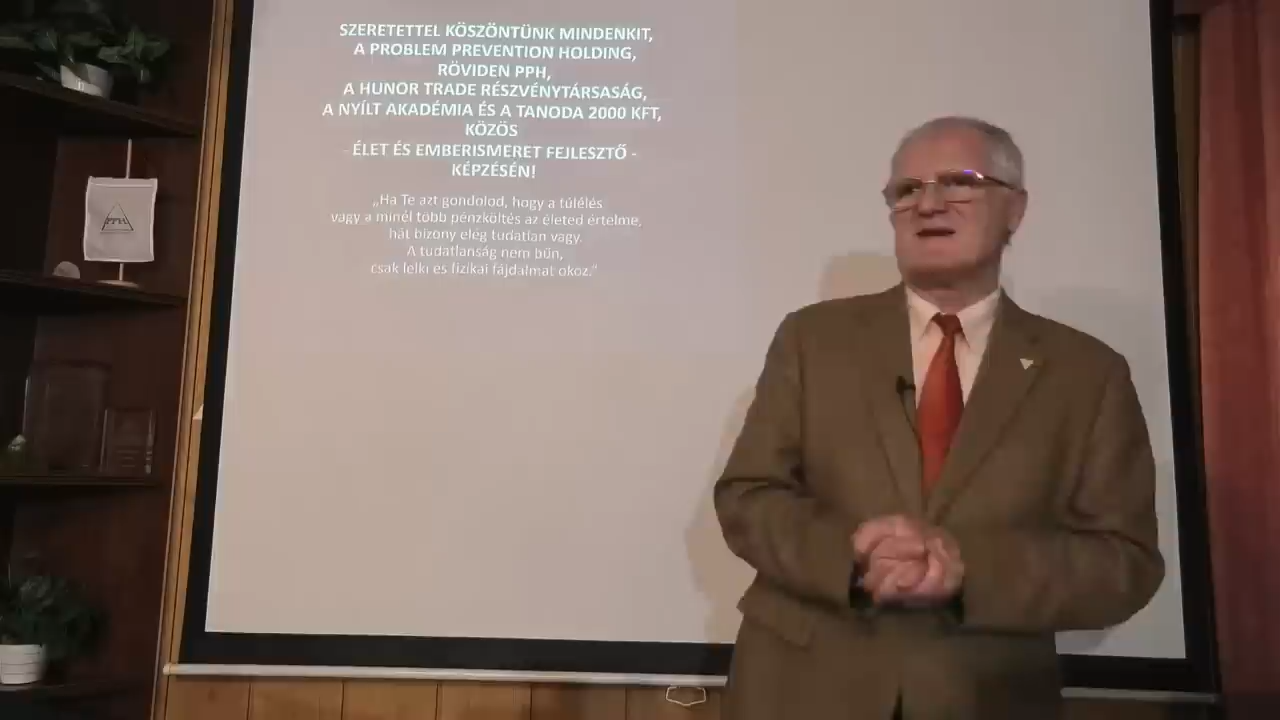 SZERETETTEL KÖSZÖNTÜNK MINDENKIT,
A PROBLEM PREVENTION HOLDING,
RÖVIDEN PPH,
A HUNOR TRADE RÉSZVÉNYTÁRSASÁG,
A NYÍLT AKADÉMIA ÉS A TANODA 2000 KFT,
KÖZÖS
- ÉLET ÉS EMBERISMERET FEJLESZTŐ -
KÉPZÉSÉN!
„Ha Te azt gondolod, hogy a túlélés
vagy a minél több pénzköltés az életed értelme,
hát bizony elég tudatlan vagy.
A tudatlanság nem bűn,
csak lelki és fizikai fájdalmat okoz.”